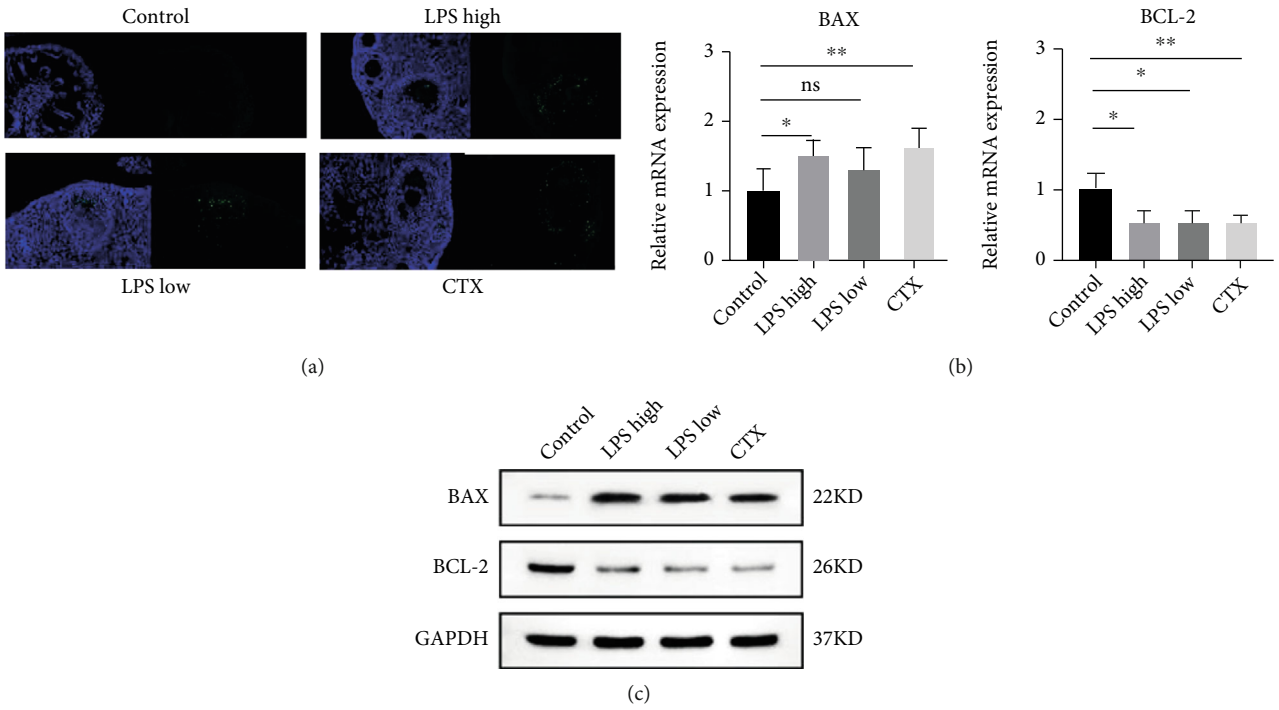 Control
LPS high
LPS low
CTX
(a)
BAX
Relative mRNA expression
3
2
1
0
**
ns
*
Control
LPS high
LPS low
CTX
BCL-2
Relative mRNA expression
3
2
1
0
**
*
*
Control
LPS high
LPS low
CTX
(b)
Control
LPS high
LPS low
CTX
BAX
22KD
BCL-2
26KD
GAPDH
37KD
(c)